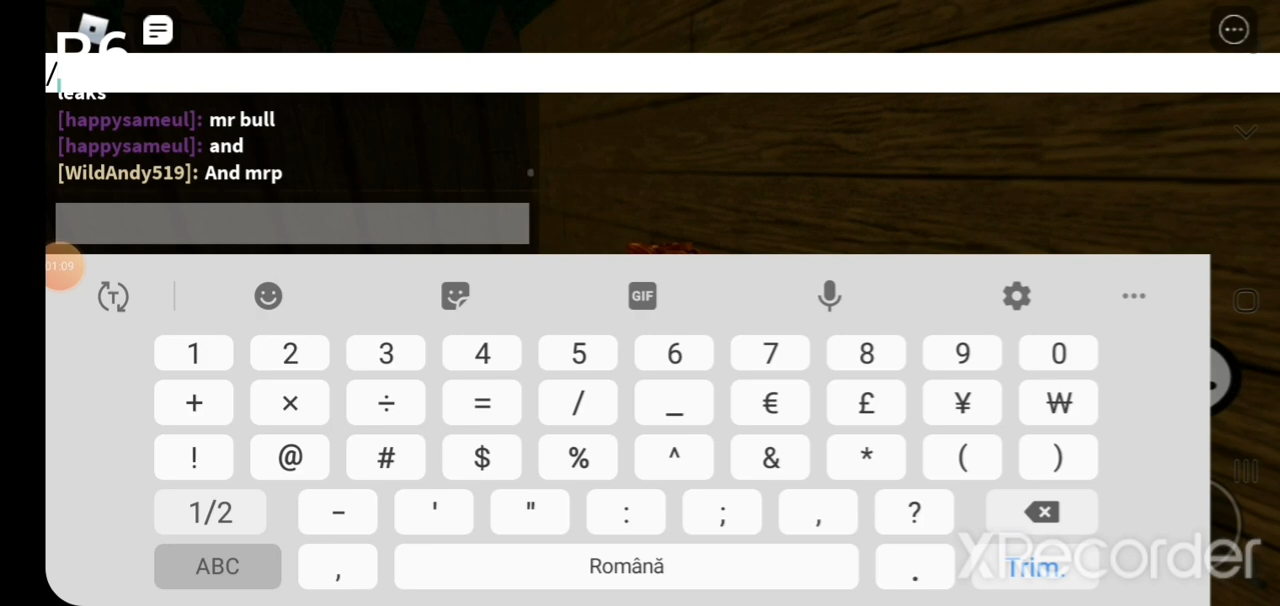 /
leaks
[happysameul]: mr bull
[happysameul]: and
[WildAndy519]: And mrp
01:09
T GIF
1 2 3 4 5 6 7 8 9 0
+ × ÷ = / _ € £ ¥ ₩
! @ # $ % ^ & * ( )
1/2 - ' " : ; , ?
ABC , Română . Trim.
XRecorder